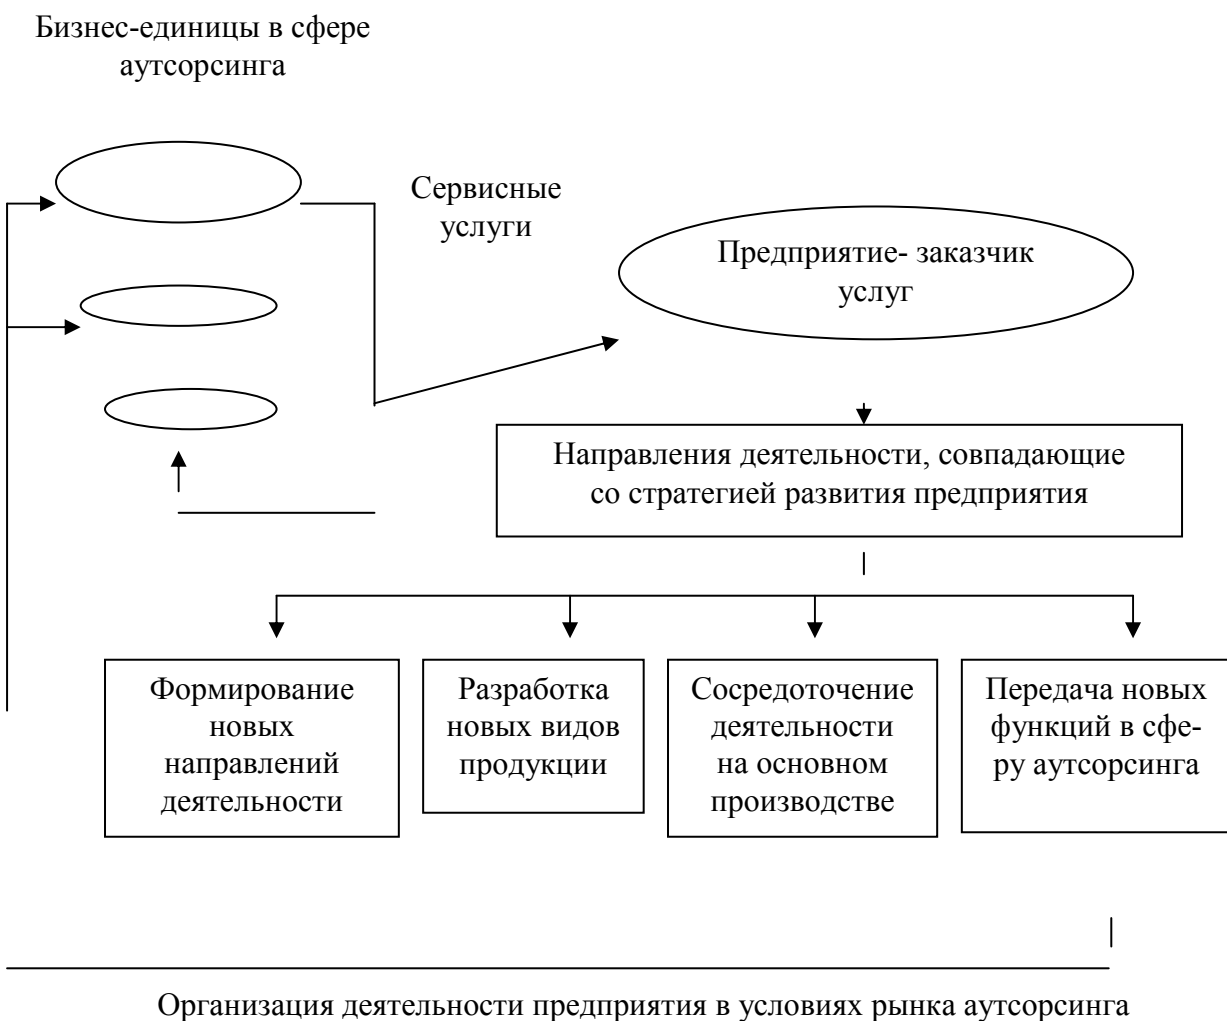 Бизнес-единицы в сфере
аутсорсинга
Сервисные
услуги
Предприятие- заказчик
услуг
Направления деятельности, совпадающие
со стратегией развития предприятия
Формирование
новых
направлений
деятельности
Разработка
новых видов
продукции
Сосредоточение
деятельности
на основном
производстве
Передача новых
функций в сфе-
ру аутсорсинга
Организация деятельности предприятия в условиях рынка аутсорсинга